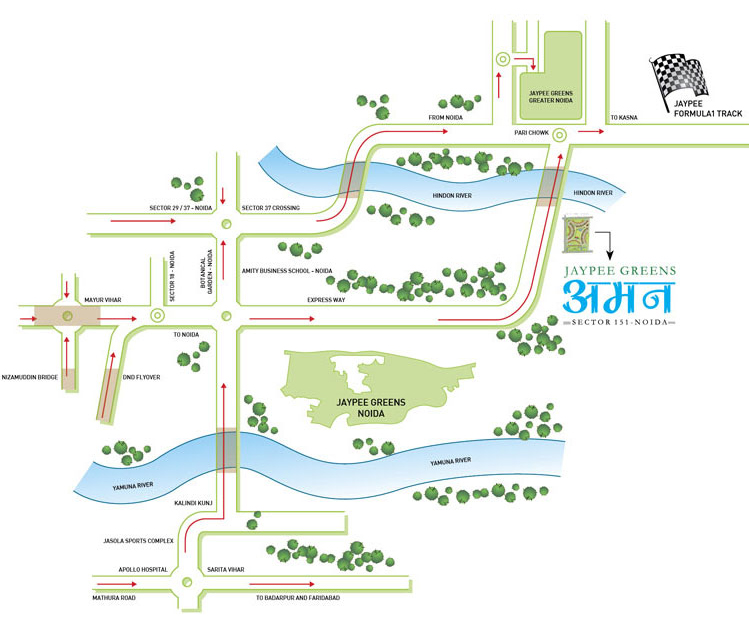 JAYPEE GREENS
GREATER NOIDA
JAYPEE
FORMULA1 TRACK
FROM NOIDA
TO KASNA
PARI CHOWK
HINDON RIVER
HINDON RIVER
SECTOR 29 / 37 - NOIDA
SECTOR 37 CROSSING
SECTOR 18 - NOIDA
BOTANICAL
GARDEN - NOIDA
AMITY BUSINESS SCHOOL - NOIDA
JAYPEE GREENS
अमन
SECTOR 151-NOIDA
MAYUR VIHAR
EXPRESS WAY
TO NOIDA
NIZAMUDDIN BRIDGE
DND FLYOVER
JAYPEE GREENS
NOIDA
YAMUNA RIVER
YAMUNA RIVER
KALINDI KUNJ
JASOLA SPORTS COMPLEX
APOLLO HOSPITAL
SARITA VIHAR
MATHURA ROAD
TO BADARPUR AND FARIDABAD